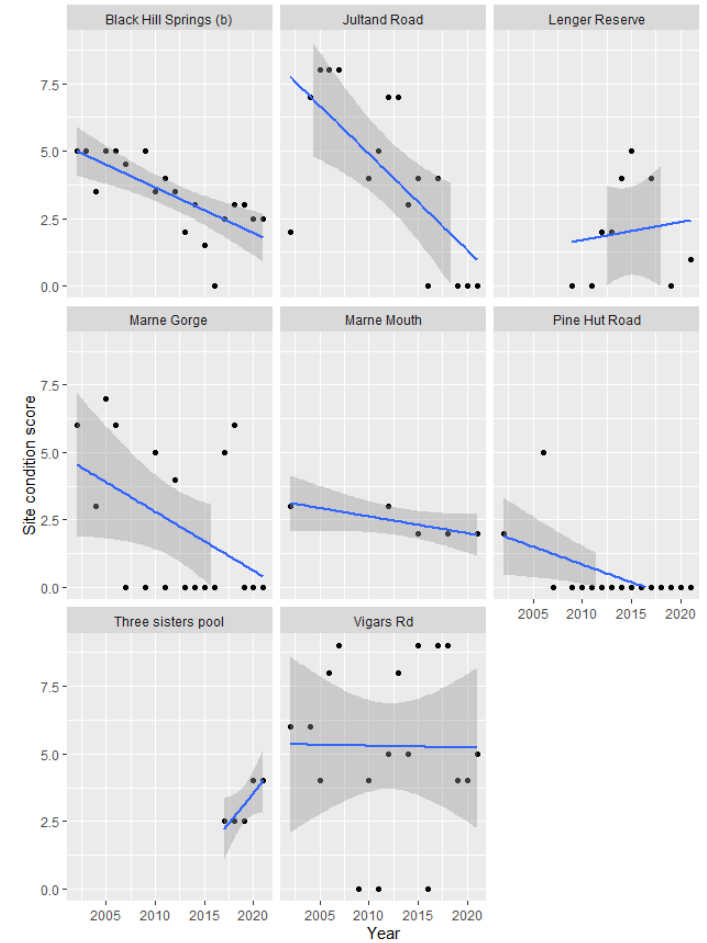 Black Hill Springs (b) Jultand Road Lenger Reserve
7.5
5.0
2.5
0.0
Marne Gorge Marne Mouth Pine Hut Road
7.5
5.0
2.5
0.0
Site condition score
2005 2010 2015 2020
Three sisters pool Vigars Rd
7.5
5.0
2.5
0.0
2005 2010 2015 2020 2005 2010 2015 2020
Year